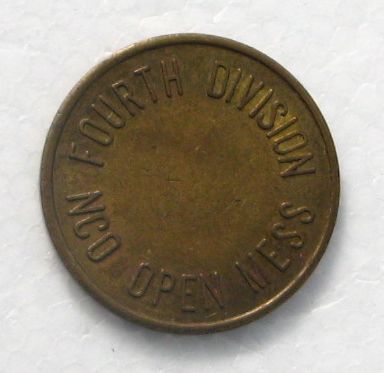 FOURTH DIVISION
NCO OPEN MESS